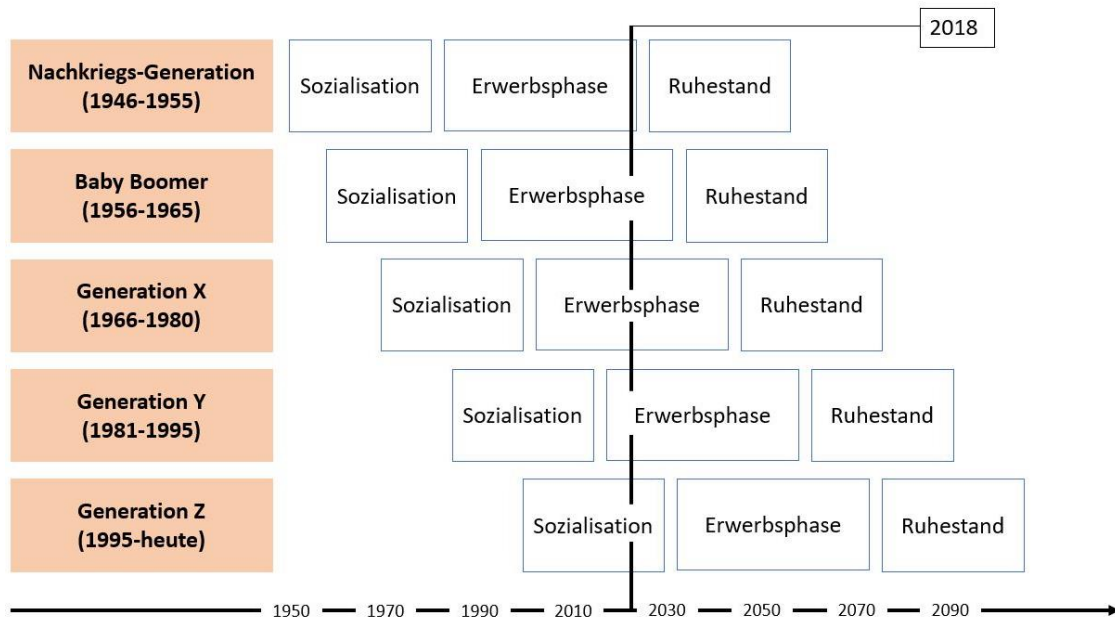 2018
Nachkriegs-Generation
(1946-1955)
Sozialisation
Erwerbsphase
Ruhestand
Baby Boomer
(1956-1965)
Sozialisation
Erwerbsphase
Ruhestand
Generation X
(1966-1980)
Sozialisation
Erwerbsphase
Ruhestand
Generation Y
(1981-1995)
Sozialisation
Erwerbsphase
Ruhestand
Generation Z
(1995-heute)
Sozialisation
Erwerbsphase
Ruhestand
1950 1970 1990 2010 2030 2050 2070 2090